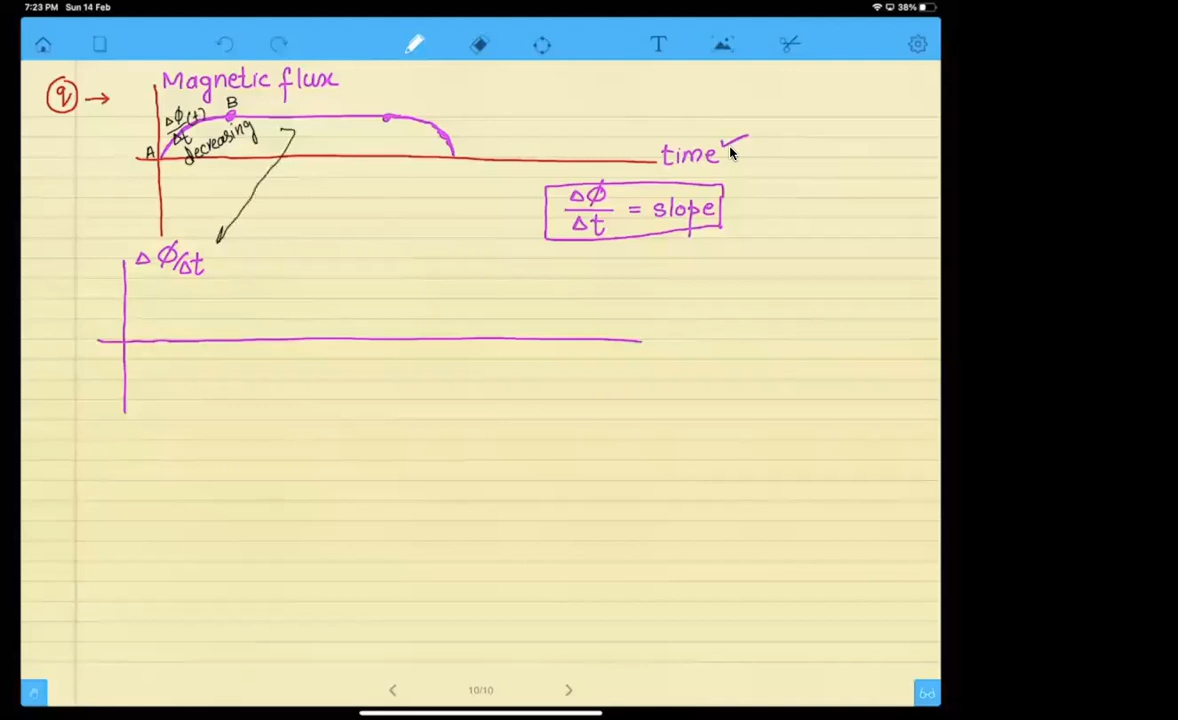 7:23 PM Sun 14 Feb
38%
T
q → Magnetic flux
B
Δϕ(t)
Δt
decreasing
A
time ✓
Δϕ
Δt = slope
Δϕ/Δt
10/10